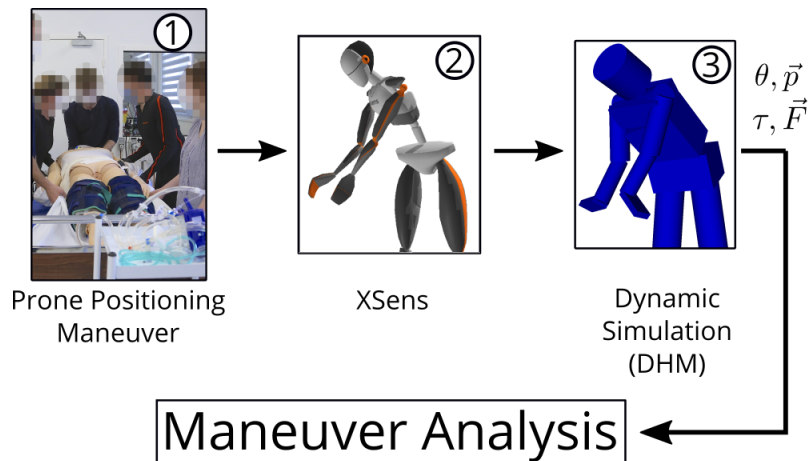 1
2
3
θ, p⃗
τ, F⃗
Prone Positioning
Maneuver
XSens
Dynamic
Simulation
(DHM)
Maneuver Analysis